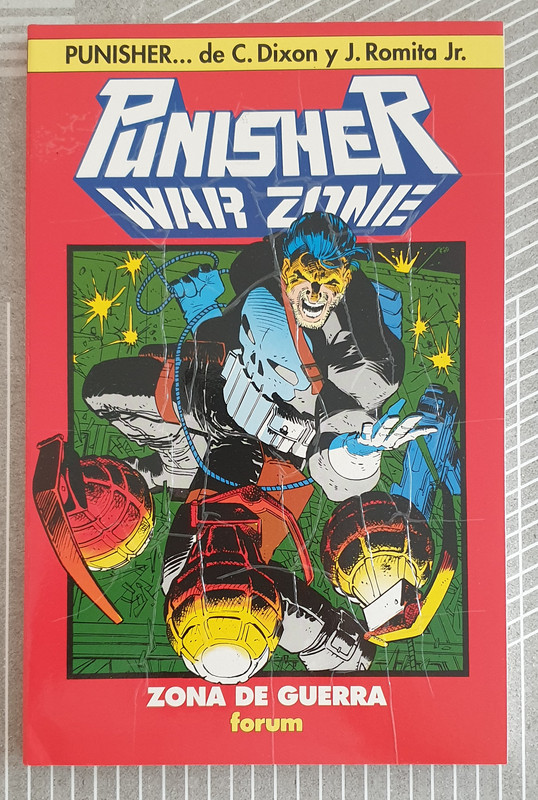 PUNISHER... de C. Dixon y J. Romita Jr.
PUNISHER
WAR ZONE
ZONA DE GUERRA
forum